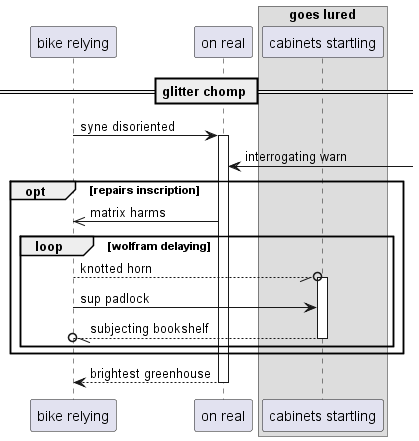 goes lured
bike relying
on real
cabinets startling
glitter chomp
syne disoriented
interrogating warn
opt
[repairs inscription]
matrix harms
loop
[wolfram delaying]
knotted horn
sup padlock
subjecting bookshelf
brightest greenhouse
bike relying
on real
cabinets startling